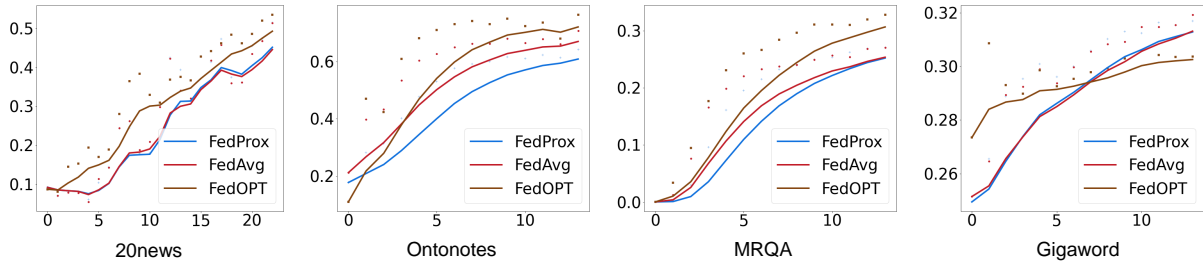 0.5
0.4
0.3
0.2
0.1
0 5 10 15 20
FedProx
FedAvg
FedOPT
20news
0.6
0.4
0.2
0 5 10
FedProx
FedAvg
FedOPT
Ontonotes
0.3
0.2
0.1
0.0
0 5 10
FedProx
FedAvg
FedOPT
MRQA
0.32
0.30
0.28
0.26
0 5 10
FedProx
FedAvg
FedOPT
Gigaword